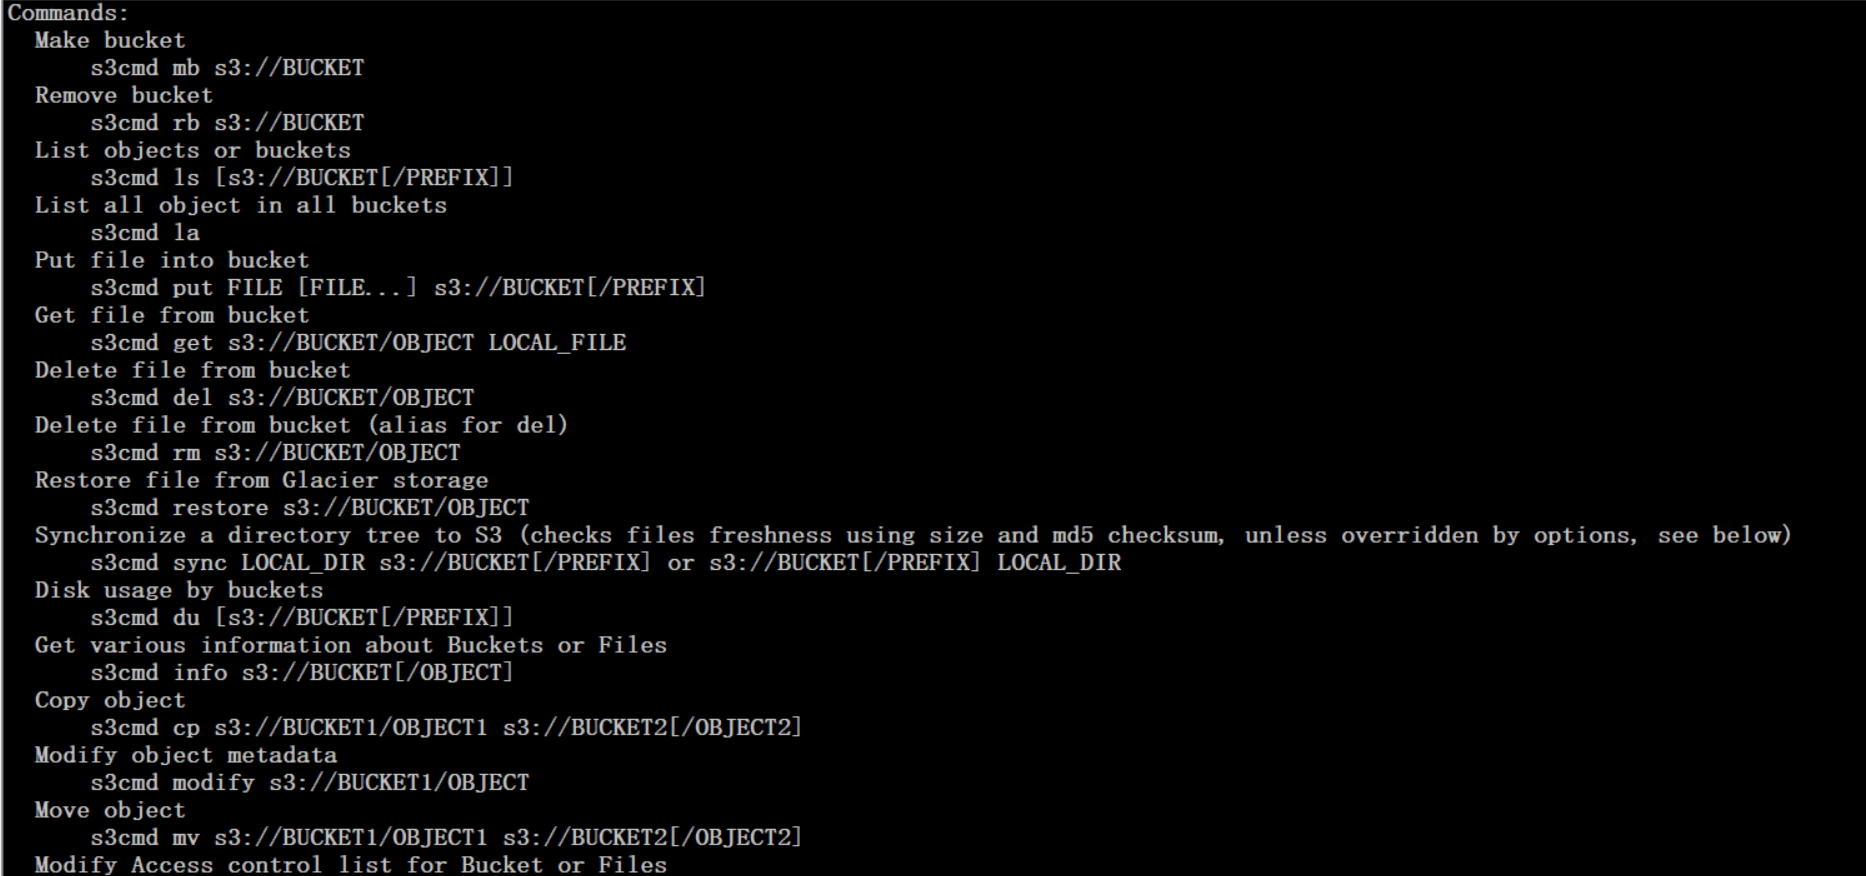 Commands:
Make bucket
s3cmd mb s3://BUCKET
Remove bucket
s3cmd rb s3://BUCKET
List objects or buckets
s3cmd ls [s3://BUCKET[/PREFIX]]
List all object in all buckets
s3cmd la
Put file into bucket
s3cmd put FILE [FILE...] s3://BUCKET[/PREFIX]
Get file from bucket
s3cmd get s3://BUCKET/OBJECT LOCAL_FILE
Delete file from bucket
s3cmd del s3://BUCKET/OBJECT
Delete file from bucket (alias for del)
s3cmd rm s3://BUCKET/OBJECT
Restore file from Glacier storage
s3cmd restore s3://BUCKET/OBJECT
Synchronize a directory tree to S3 (checks files freshness using size and md5 checksum, unless overridden by options, see below)
s3cmd sync LOCAL_DIR s3://BUCKET[/PREFIX] or s3://BUCKET[/PREFIX] LOCAL_DIR
Disk usage by buckets
s3cmd du [s3://BUCKET[/PREFIX]]
Get various information about Buckets or Files
s3cmd info s3://BUCKET[/OBJECT]
Copy object
s3cmd cp s3://BUCKET1/OBJECT1 s3://BUCKET2[/OBJECT2]
Modify object metadata
s3cmd modify s3://BUCKET1/OBJECT
Move object
s3cmd mv s3://BUCKET1/OBJECT1 s3://BUCKET2[/OBJECT2]
Modify Access control list for Bucket or Files